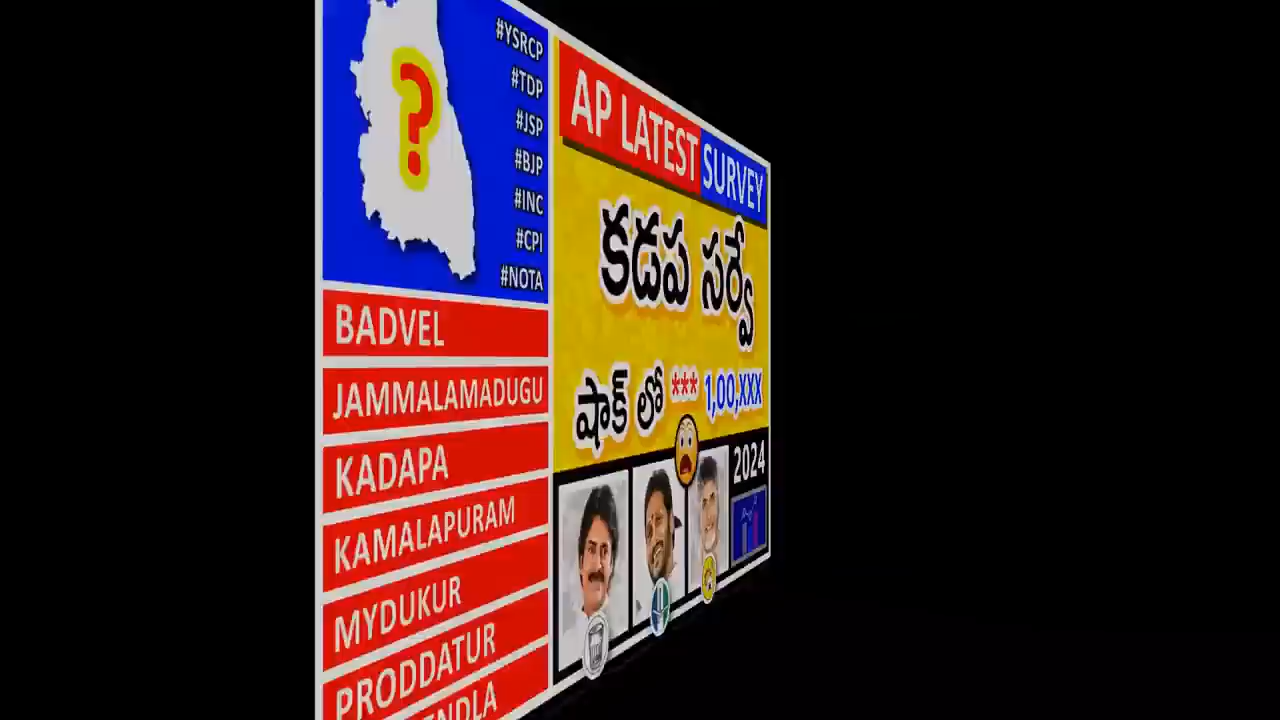 #YSRCP
#TDP
#JSP
#BJP
#INC
#CPI
#NOTA
BADVEL
JAMMALAMADUGU
KADAPA
KAMALAPURAM
MYDUKUR
PRODDATUR
AP LATEST SURVEY
కడప సర్వే
షాక్ లో *** 1,00,XXX
2024